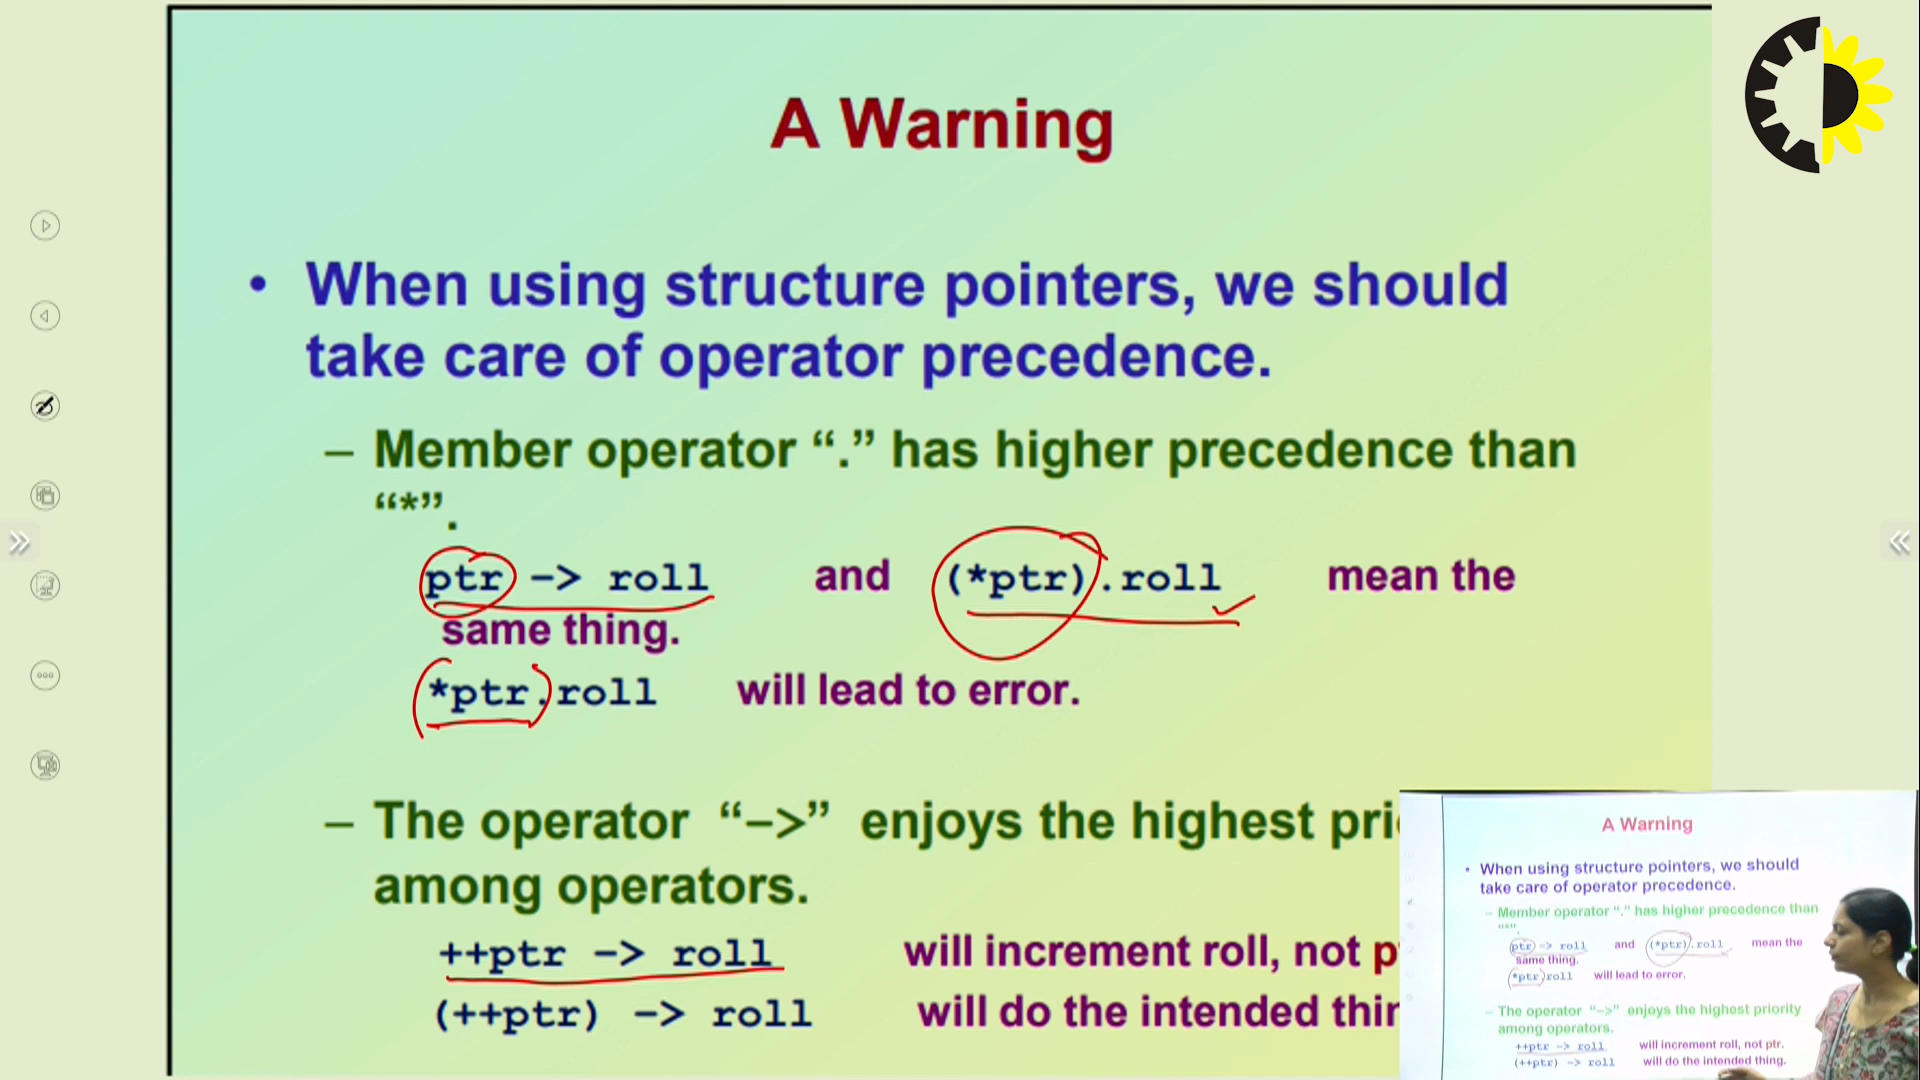 A Warning
• When using structure pointers, we should
take care of operator precedence.
– Member operator “.” has higher precedence than
“*”.
ptr –> roll and (*ptr).roll mean the
same thing.
*ptr.roll will lead to error.
– The operator “–>” enjoys the highest pri
among operators.
++ptr –> roll will increment roll, not p
(++ptr) –> roll will do the intended thin
A Warning
• When using structure pointers, we should
take care of operator precedence.
– Member operator “.” has higher precedence than
“*”.
ptr –> roll and (*ptr).roll mean the
same thing.
(*ptr)roll will lead to error.
– The operator “–>” enjoys the highest priority
among operators.
++ptr –> roll will increment roll, not ptr.
(++ptr) –> roll will do the intended thing.